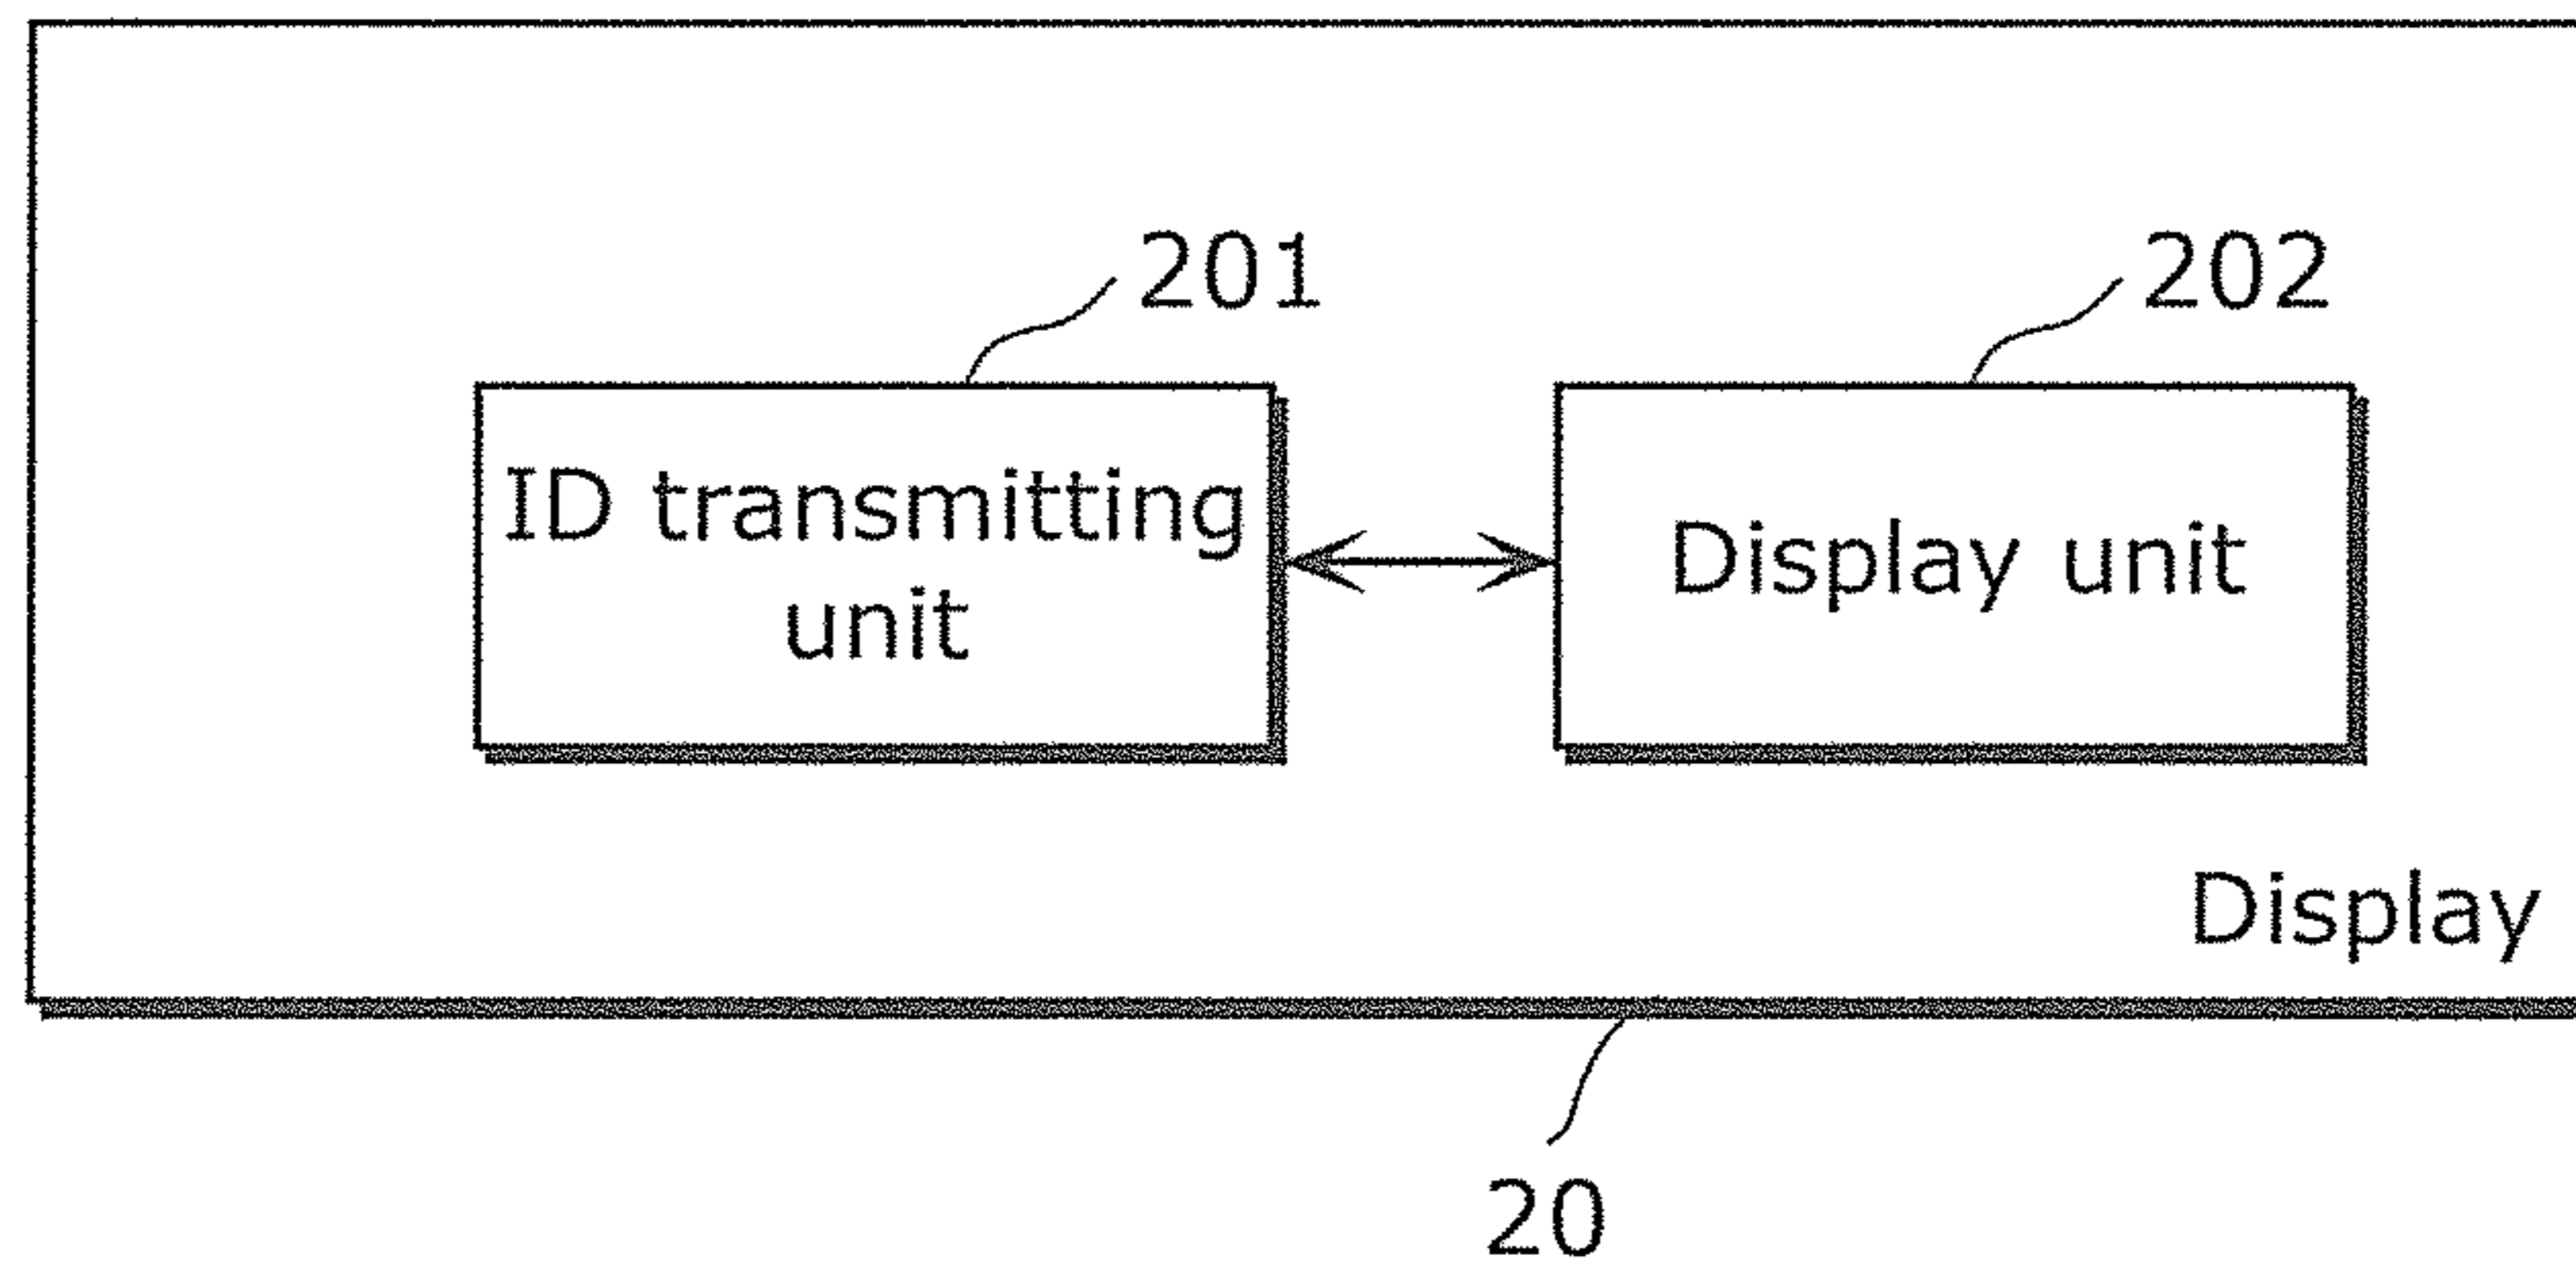 201
202
ID transmitting
unit
Display unit
Display
20